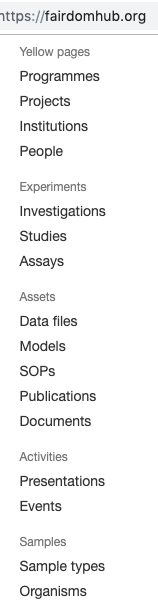 https://fairdomhub.org
Yellow pages
Programmes
Projects
Institutions
People
Experiments
Investigations
Studies
Assays
Assets
Data files
Models
SOPs
Publications
Documents
Activities
Presentations
Events
Samples
Sample types
Organisms